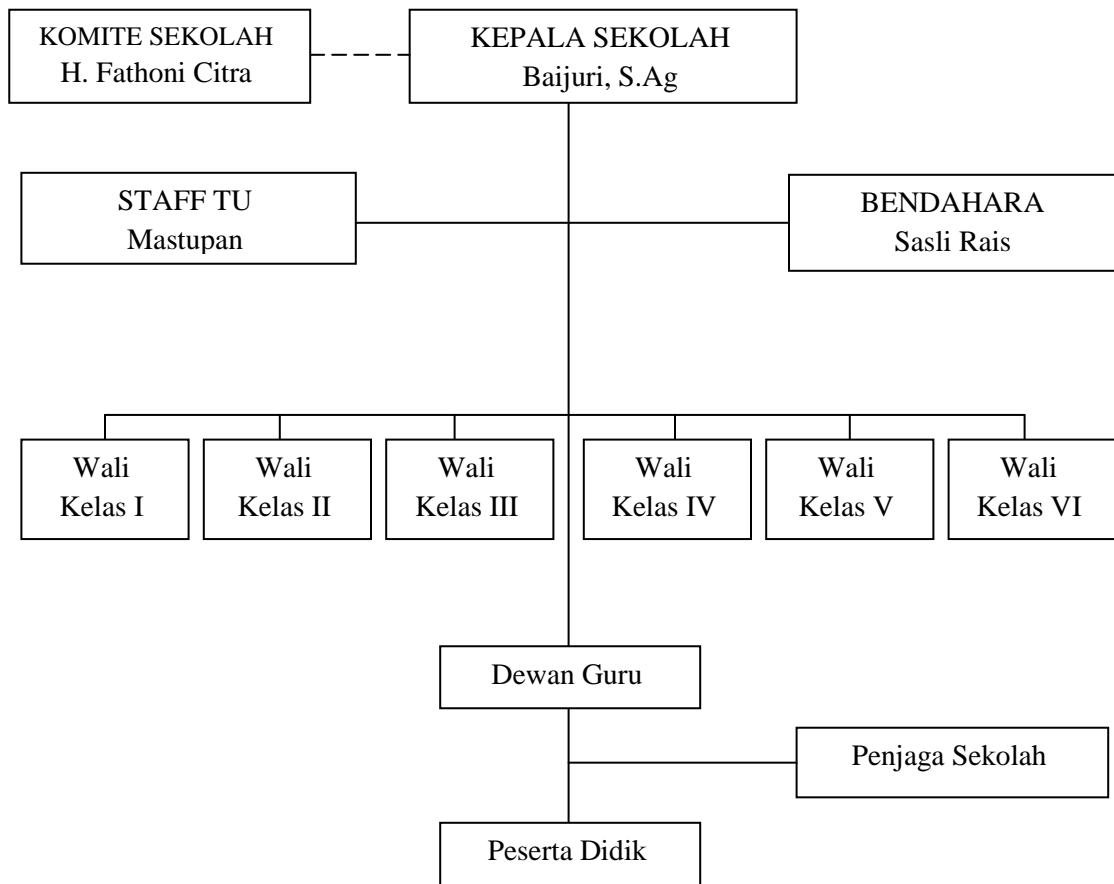 KOMITE SEKOLAH
H. Fathoni Citra
KEPALA SEKOLAH
Baijuri, S.Ag
STAFF TU
Mastupan
BENDAHARA
Sasli Rais
Wali
Kelas I
Wali
Kelas II
Wali
Kelas III
Wali
Kelas IV
Wali
Kelas V
Wali
Kelas VI
Dewan Guru
Penjaga Sekolah
Peserta Didik